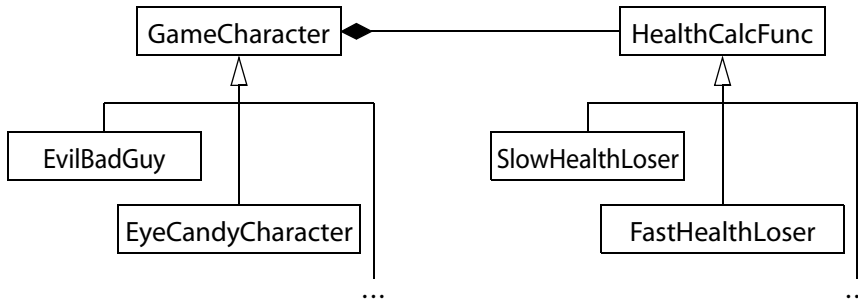 GameCharacter
HealthCalcFunc
EvilBadGuy
SlowHealthLoser
EyeCandyCharacter
FastHealthLoser
...
...